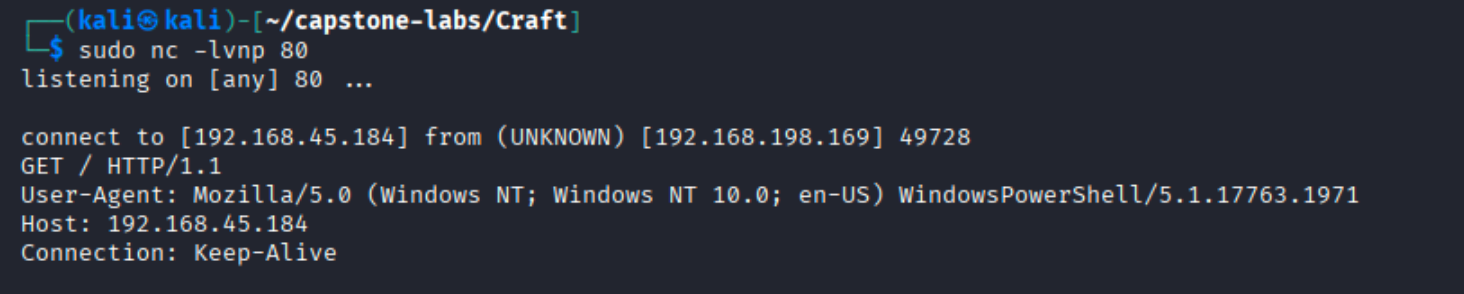 ┌──(kali㉿kali)-[~/capstone-labs/Craft]
└─$ sudo nc -lvnp 80
listening on [any] 80 ...
connect to [192.168.45.184] from (UNKNOWN) [192.168.198.169] 49728
GET / HTTP/1.1
User-Agent: Mozilla/5.0 (Windows NT; Windows NT 10.0; en-US) WindowsPowerShell/5.1.17763.1971
Host: 192.168.45.184
Connection: Keep-Alive